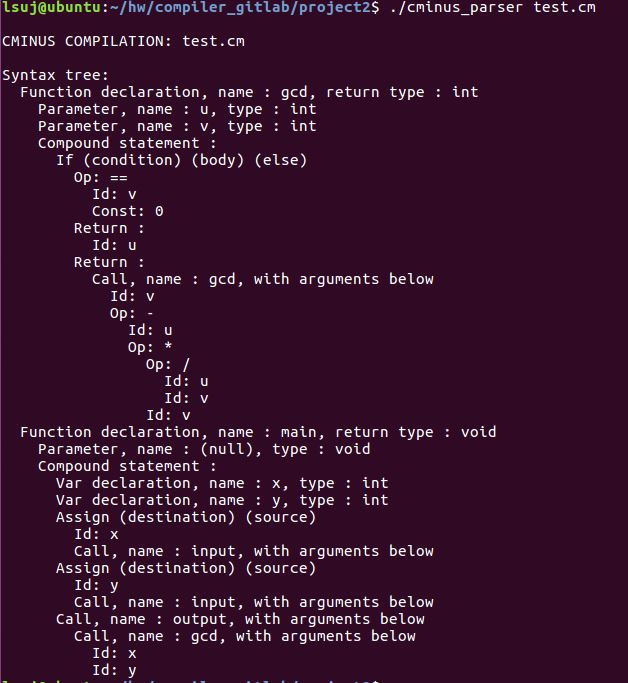 lsuj@ubuntu:~/hw/compiler_gitlab/project2$ ./cminus_parser test.cm

CMINUS COMPILATION: test.cm

Syntax tree:
  Function declaration, name : gcd, return type : int
    Parameter, name : u, type : int
    Parameter, name : v, type : int
    Compound statement :
      If (condition) (body) (else)
        Op: ==
          Id: v
          Const: 0
        Return :
          Id: u
        Return :
          Call, name : gcd, with arguments below
            Id: v
            Op: -
              Id: u
              Op: *
                Op: /
                  Id: u
                  Id: v
                Id: v
  Function declaration, name : main, return type : void
    Parameter, name : (null), type : void
    Compound statement :
      Var declaration, name : x, type : int
      Var declaration, name : y, type : int
      Assign (destination) (source)
        Id: x
        Call, name : input, with arguments below
      Assign (destination) (source)
        Id: y
        Call, name : input, with arguments below
      Call, name : output, with arguments below
        Call, name : gcd, with arguments below
          Id: x
          Id: y